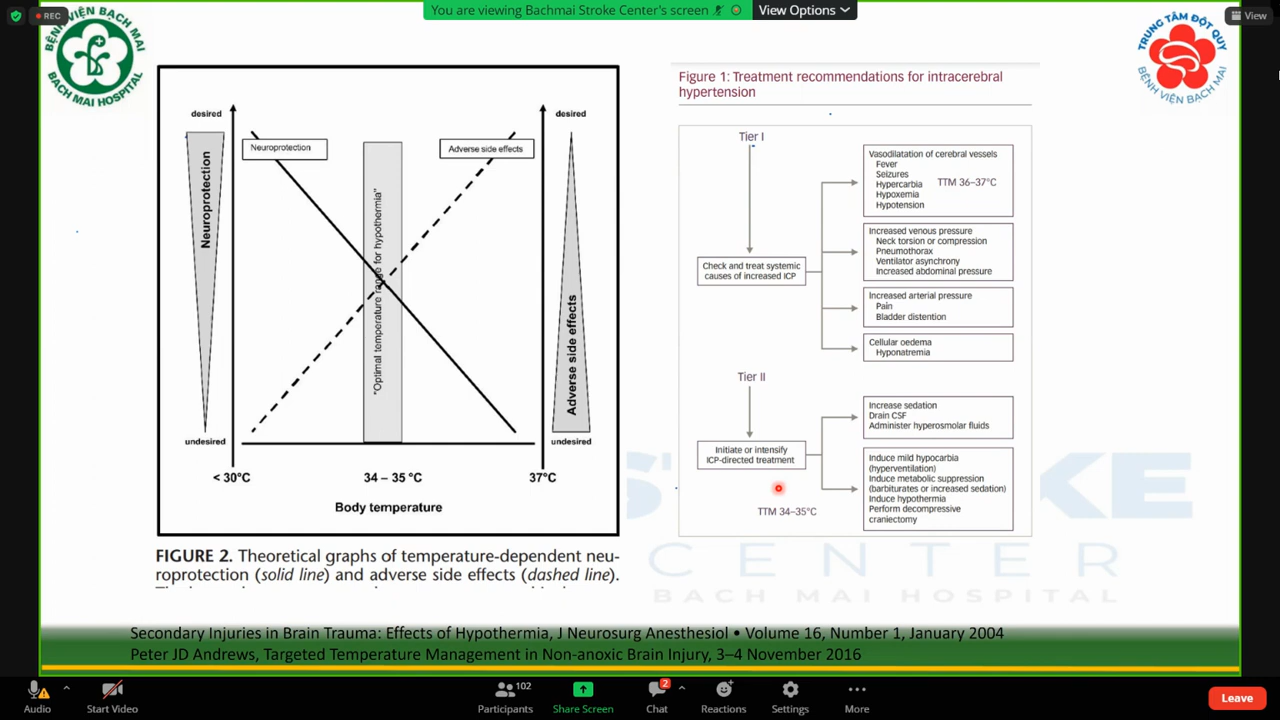 REC
You are viewing Bachmai Stroke Center's screen
View Options
View
BỆNH VIỆN BẠCH MAI
BACH MAI HOSPITAL
TRUNG TÂM ĐỘT QUỴ
BỆNH VIỆN BẠCH MAI
desired
desired
Neuroprotection
Adverse side effects
Neuroprotection
"Optimal temperature range for hypothermia"
Adverse side effects
undesired
undesired
< 30°C
34 – 35 °C
37°C
Body temperature
FIGURE 2. Theoretical graphs of temperature-dependent neu-
roprotection (solid line) and adverse side effects (dashed line).
Figure 1: Treatment recommendations for intracerebral
hypertension
Tier I
Check and treat systemic
causes of increased ICP
Vasodilatation of cerebral vessels
Fever
Seizures
Hypercarbia
Hypoxemia
Hypotension
TTM 36–37°C
Increased venous pressure
Neck torsion or compression
Pneumothorax
Ventilator asynchrony
Increased abdominal pressure
Increased arterial pressure
Pain
Bladder distention
Cellular oedema
Hyponatremia
Tier II
Initiate or intensify
ICP-directed treatment
TTM 34–35°C
Increase sedation
Drain CSF
Administer hyperosmolar fluids
Induce mild hypocarbia
(hyperventilation)
Induce metabolic suppression
(barbiturates or increased sedation)
Induce hypothermia
Perform decompressive
craniectomy
CENTER
BACH MAI HOSPITAL
Secondary Injuries in Brain Trauma: Effects of Hypothermia, J Neurosurg Anesthesiol • Volume 16, Number 1, January 2004
Peter JD Andrews, Targeted Temperature Management in Non-anoxic Brain Injury, 3–4 November 2016
Audio
Start Video
102
Participants
Share Screen
2
Chat
Reactions
Settings
More
Leave